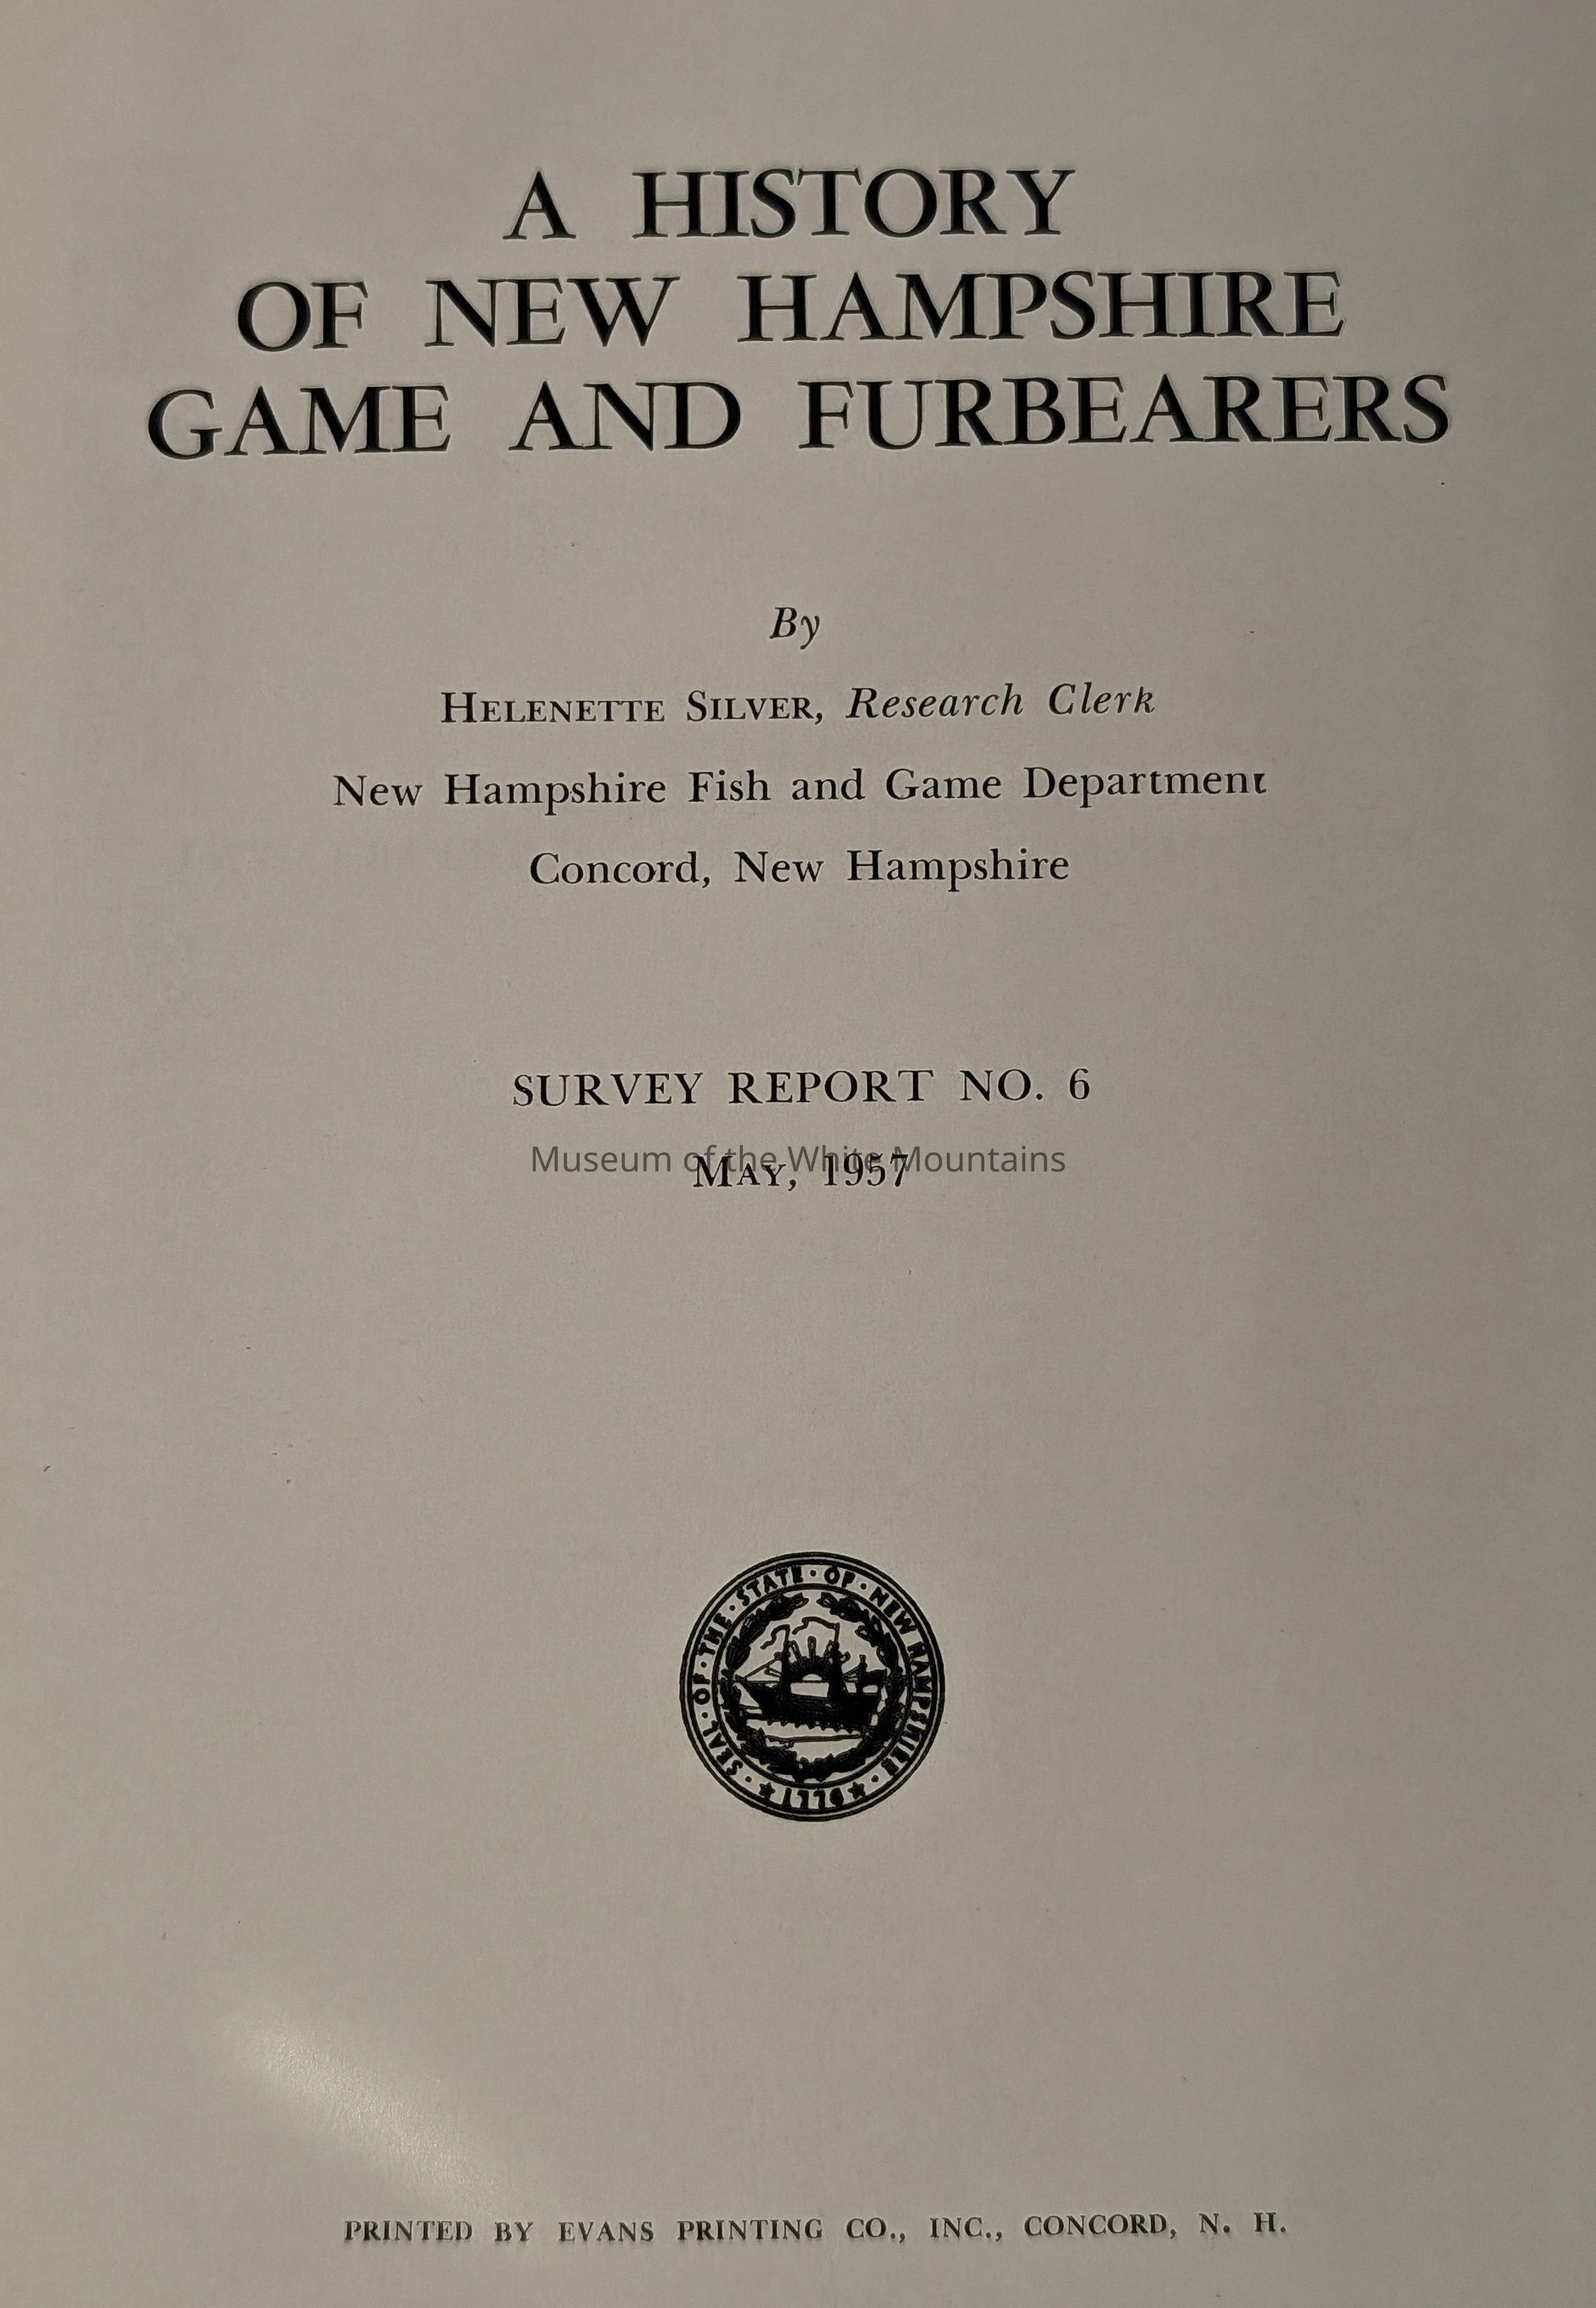 A HISTORY
OF NEW HAMPSHIRE
GAME AND FURBEARERS
By
HELENETTE SILVER, Research Clerk
New Hampshire Fish and Game Department
Concord, New Hampshire
SURVEY REPORT NO. 6
Museum of the White Mountains
MAY, 1957
SEAL · OF · THE · STATE · OF · NEW HAMPSHIRE ·
PRINTED BY EVANS PRINTING CO., INC., CONCORD, N. H.